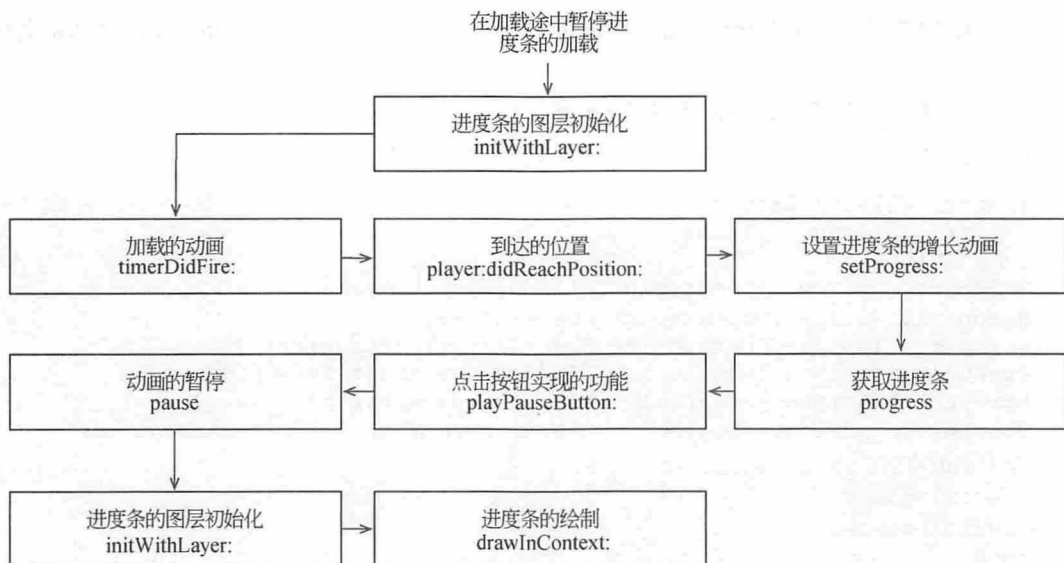 在加载途中暂停进
度条的加载
进度条的图层初始化
initWithLayer:
加载的动画
timerDidFire:
到达的位置
player:didReachPosition:
设置进度条的增长动画
setProgress:
动画的暂停
pause
点击按钮实现的功能
playPauseButton:
获取进度条
progress
进度条的图层初始化
initWithLayer:
进度条的绘制
drawInContext: